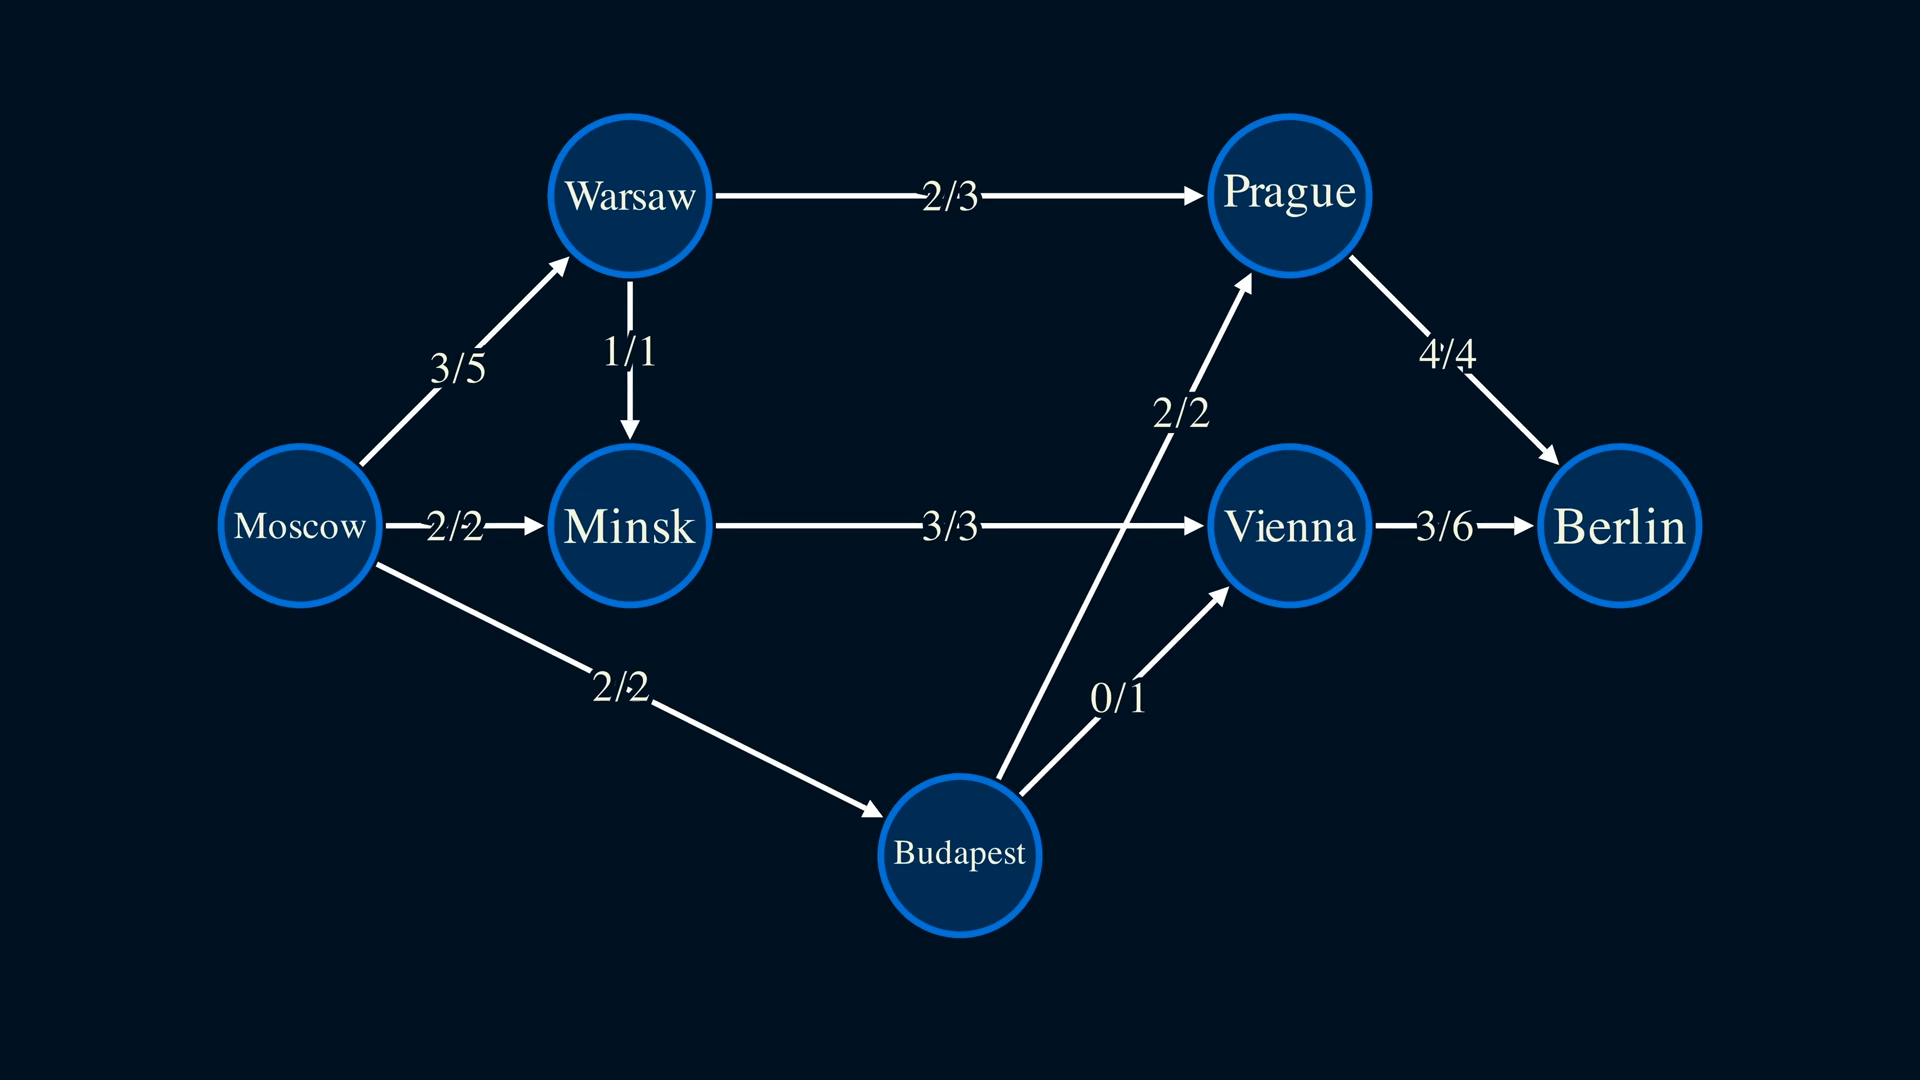 Warsaw
2/3
Prague
3/5
1/1
2/2
4/4
Moscow
2/2
Minsk
3/3
Vienna
3/6
Berlin
2/2
0/1
Budapest